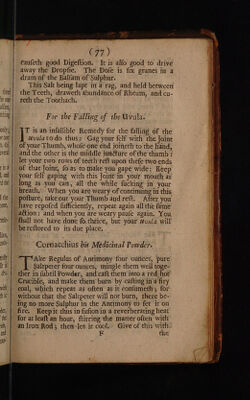 (77)
causeth good Digestion. It is also good to drive
away the Dropsie. The Dose is six granes in a
dram of the Balsam of Sulphur.
This Salt being lapt in a rag, and held between
the Teeth, draweth abundance of Rheum, and cu-
reth the Toothach.
For the Falling of the Uvula.
IT is an infallible Remedy for the falling of the
uvula to do thus: Gag your self with the Joint
of your Thumb, whose one end joineth to the hand,
and the other is the middle juncture of the thumb:
let your two rows of teeth rest upon these two ends
of that Joint, so as to make you gape wide: Keep
your self gaping with this Joint in your mouth as
long as you can, all the while sucking in your
breath. When you are weary of continuing in this
posture, take out your Thumb and rest. After you
have reposed sufficiently, repeat again all the same
action: and when you are weary pause again. You
shall not have done so thrice, but your uvula will
be restored to its due place.
Cornacchius his Medicinal Powder.
TAke Regulus of Antimony four ounces, pure
Salpeter four ounces, mingle them well toge-
ther in subtil Powder, and cast them into a red hot
Crucible, and make them burn by casting in a fiery
coal, which repeat as often as it consumeth; for
without that the Salpeter will not burn, there be-
ing no more Sulphur in the Antimony to set it on
fire. Keep it thus in fusion in a reverberating heat
for at least an hour, stirring the matter often with
an Iron Rod; then let it cool. Give of this with
F
the